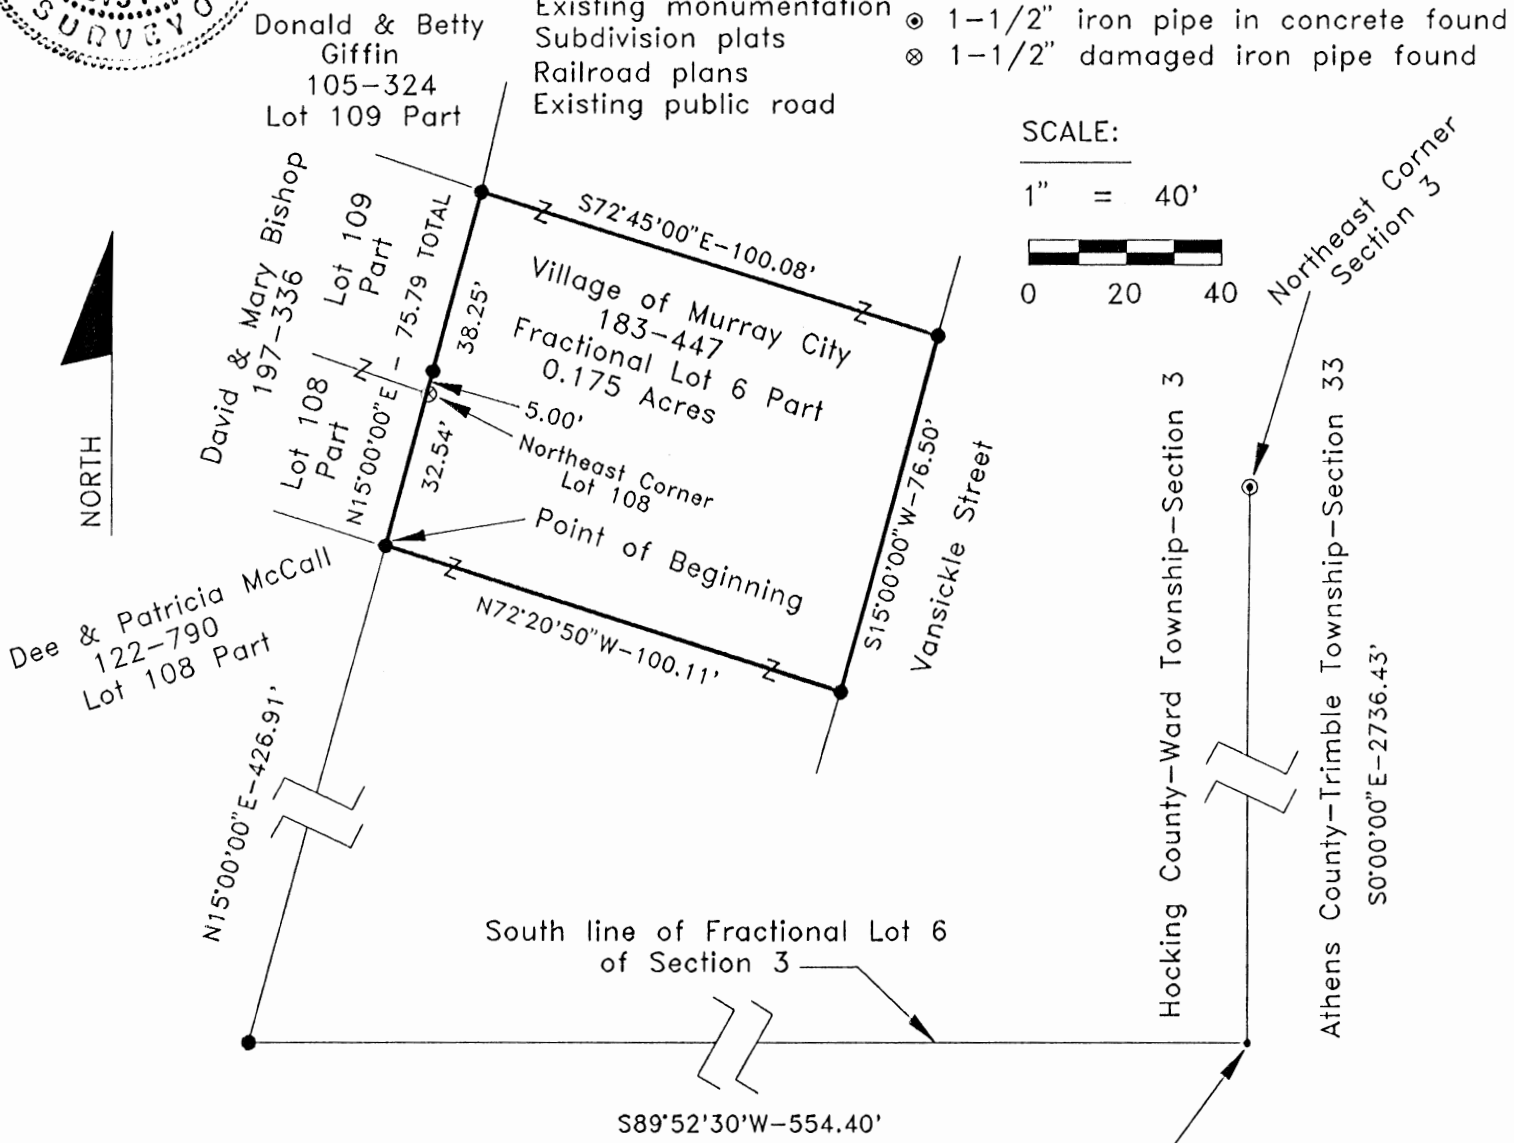 SURVEYO
Donald & Betty
Giffin
105-324
Lot 109 Part
Existing monumentation
Subdivision plats
Railroad plans
Existing public road
1-1/2" iron pipe in concrete found
1-1/2" damaged iron pipe found
SCALE:
1" = 40'
0 20 40
Northeast Corner
Section 3
David & Mary Bishop
197-336
Lot 109
Part
Lot 108
Part
N15°00'00"E - 75.79 TOTAL
38.25'
32.54'
S72°45'00"E-100.08'
Village of Murray City
183-447
Fractional Lot 6 Part
0.175 Acres
5.00'
Northeast Corner
Lot 108
Point of Beginning
N72°20'50"W-100.11'
S15°00'00"W-76.50'
Vansickle Street
NORTH
Dee & Patricia McCall
122-790
Lot 108 Part
N15°00'00"E-426.91'
Hocking County-Ward Township-Section 3
Athens County-Trimble Township-Section 33
S0°00'00"E-2736.43'
South line of Fractional Lot 6
of Section 3
S89°52'30"W-554.40'